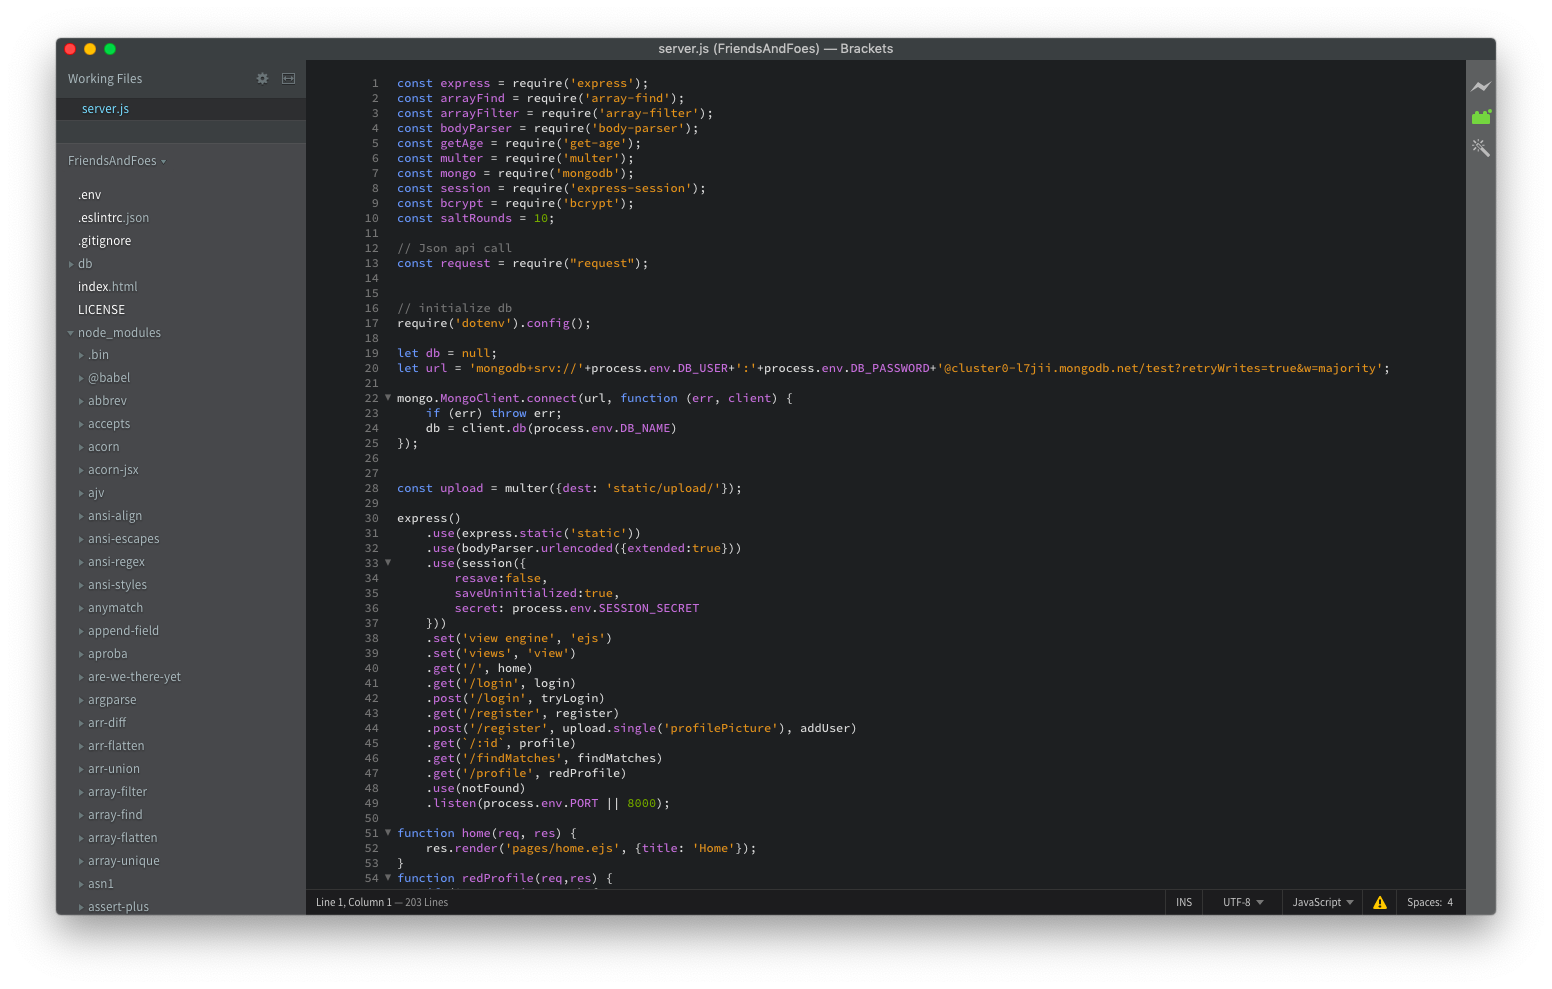 server.js (FriendsAndFoes) — Brackets
Working Files
server.js
FriendsAndFoes
.env
.eslintrc.json
.gitignore
db
index.html
LICENSE
node_modules
.bin
@babel
abbrev
accepts
acorn
acorn-jsx
ajv
ansi-align
ansi-escapes
ansi-regex
ansi-styles
anymatch
append-field
aproba
are-we-there-yet
argparse
arr-diff
arr-flatten
arr-union
array-filter
array-find
array-flatten
array-unique
asn1
assert-plus
1 const express = require('express');
2 const arrayFind = require('array-find');
3 const arrayFilter = require('array-filter');
4 const bodyParser = require('body-parser');
5 const getAge = require('get-age');
6 const multer = require('multer');
7 const mongo = require('mongodb');
8 const session = require('express-session');
9 const bcrypt = require('bcrypt');
10 const saltRounds = 10;
11
12 // Json api call
13 const request = require("request");
14
15
16 // initialize db
17 require('dotenv').config();
18
19 let db = null;
20 let url = 'mongodb+srv://'+process.env.DB_USER+':'+process.env.DB_PASSWORD+'@cluster0-l7jii.mongodb.net/test?retryWrites=true&w=majority';
21
22 mongo.MongoClient.connect(url, function (err, client) {
23     if (err) throw err;
24     db = client.db(process.env.DB_NAME)
25 });
26
27
28 const upload = multer({dest: 'static/upload/'});
29
30 express()
31     .use(express.static('static'))
32     .use(bodyParser.urlencoded({extended:true}))
33     .use(session({
34         resave:false,
35         saveUninitialized:true,
36         secret: process.env.SESSION_SECRET
37     }))
38     .set('view engine', 'ejs')
39     .set('views', 'view')
40     .get('/', home)
41     .get('/login', login)
42     .post('/login', tryLogin)
43     .get('/register', register)
44     .post('/register', upload.single('profilePicture'), addUser)
45     .get(`/:id`, profile)
46     .get('/findMatches', findMatches)
47     .get('/profile', redProfile)
48     .use(notFound)
49     .listen(process.env.PORT || 8000);
50
51 function home(req, res) {
52     res.render('pages/home.ejs', {title: 'Home'});
53 }
54 function redProfile(req,res) {
Line 1, Column 1 — 203 Lines
INS
UTF-8
JavaScript
Spaces: 4